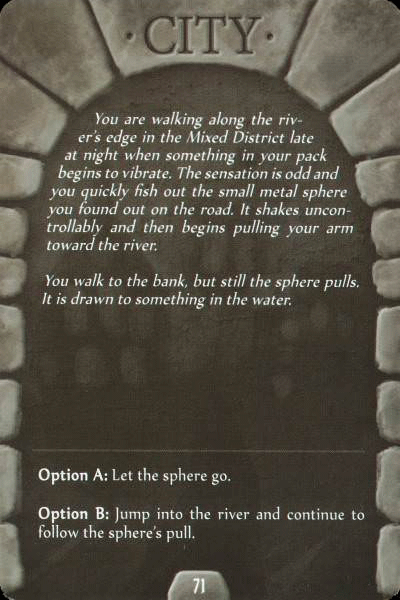 · CITY ·
You are walking along the riv-
er's edge in the Mixed District late
at night when something in your pack
begins to vibrate. The sensation is odd and
you quickly fish out the small metal sphere
you found out on the road. It shakes uncon-
trollably and then begins pulling your arm
toward the river.
You walk to the bank, but still the sphere pulls.
It is drawn to something in the water.
Option A: Let the sphere go.
Option B: Jump into the river and continue to
follow the sphere's pull.
71